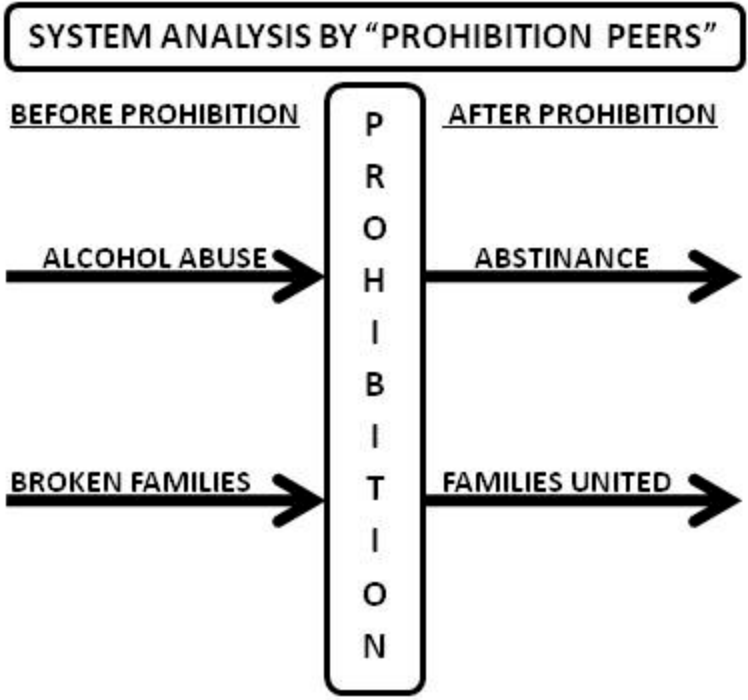 SYSTEM ANALYSIS BY “PROHIBITION PEERS”
BEFORE PROHIBITION
AFTER PROHIBITION
P
R
O
H
I
B
I
T
I
O
N
ALCOHOL ABUSE
ABSTINANCE
BROKEN FAMILIES
FAMILIES UNITED